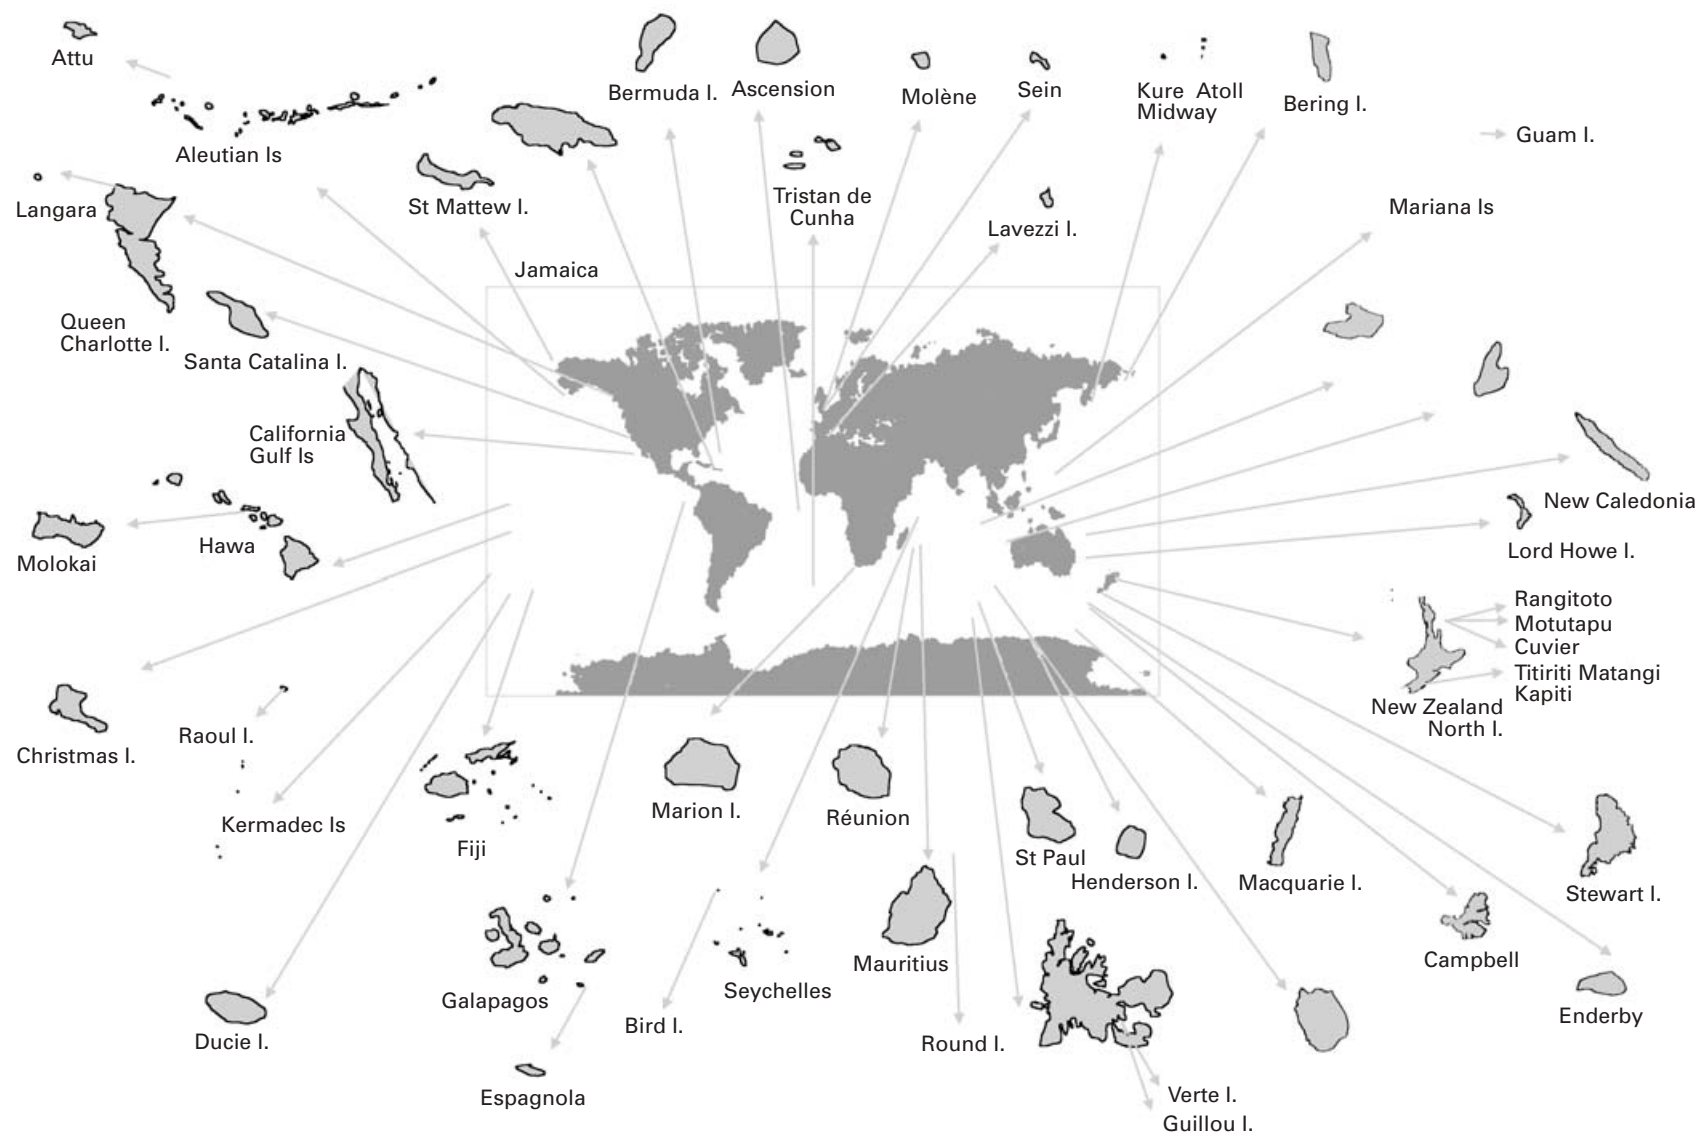 Attu
Bermuda I.
Ascension
Molène
Sein
Kure Atoll
Midway
Bering I.
Guam I.
Aleutian Is
Langara
St Mattew I.
Tristan de
Cunha
Lavezzi I.
Mariana Is
Jamaica
Queen
Charlotte I.
Santa Catalina I.
California
Gulf Is
Molokai
Hawa
New Caledonia
Lord Howe I.
Rangitoto
Motutapu
Cuvier
Titiriti Matangi
Kapiti
New Zealand
North I.
Christmas I.
Raoul I.
Kermadec Is
Fiji
Marion I.
Réunion
St Paul
Henderson I.
Macquarie I.
Stewart I.
Ducie I.
Galapagos
Espagnola
Bird I.
Seychelles
Mauritius
Round I.
Campbell
Enderby
Verte I.
Guillou I.